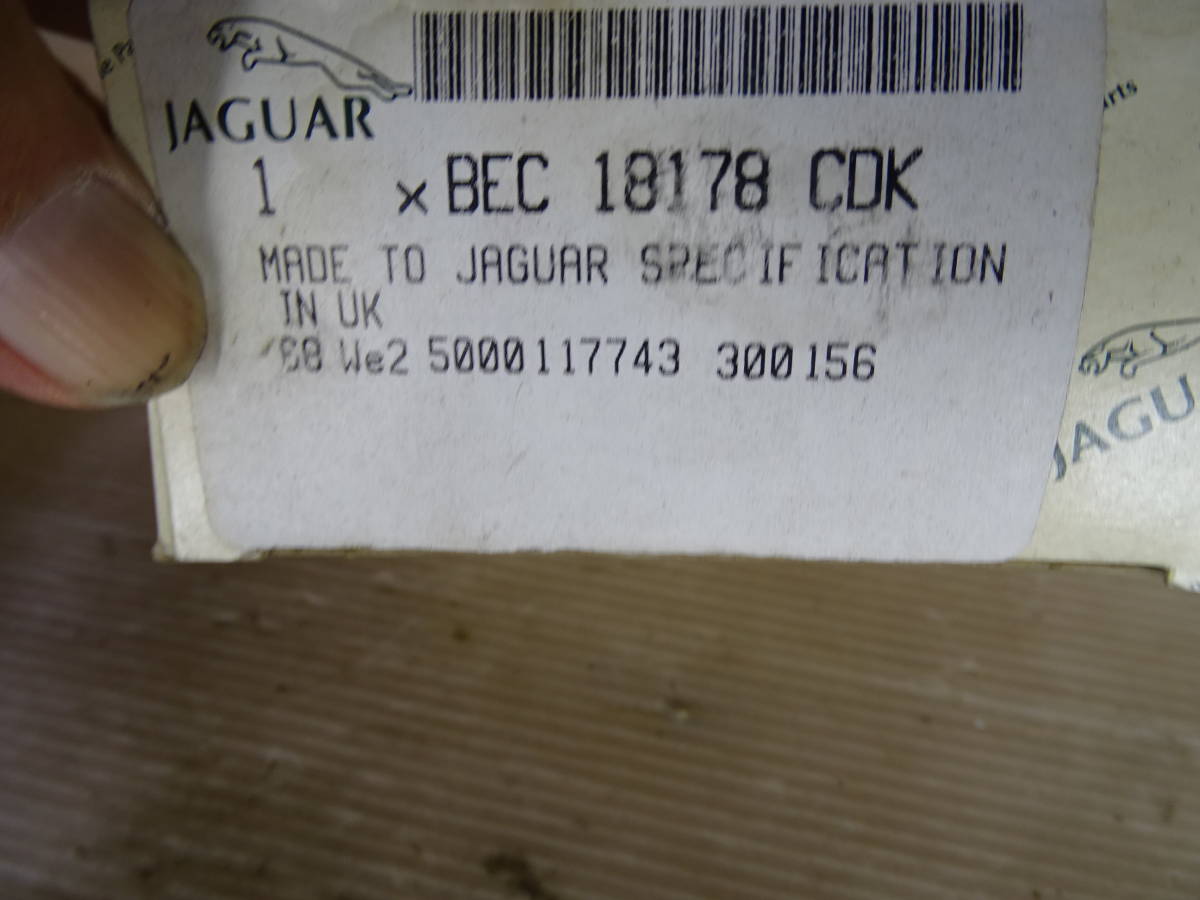 JAGUAR
1 x BEC 18178 CDK
MADE TO JAGUAR SPECIFICATION
IN UK
We2 5000117743 300156
JAGU